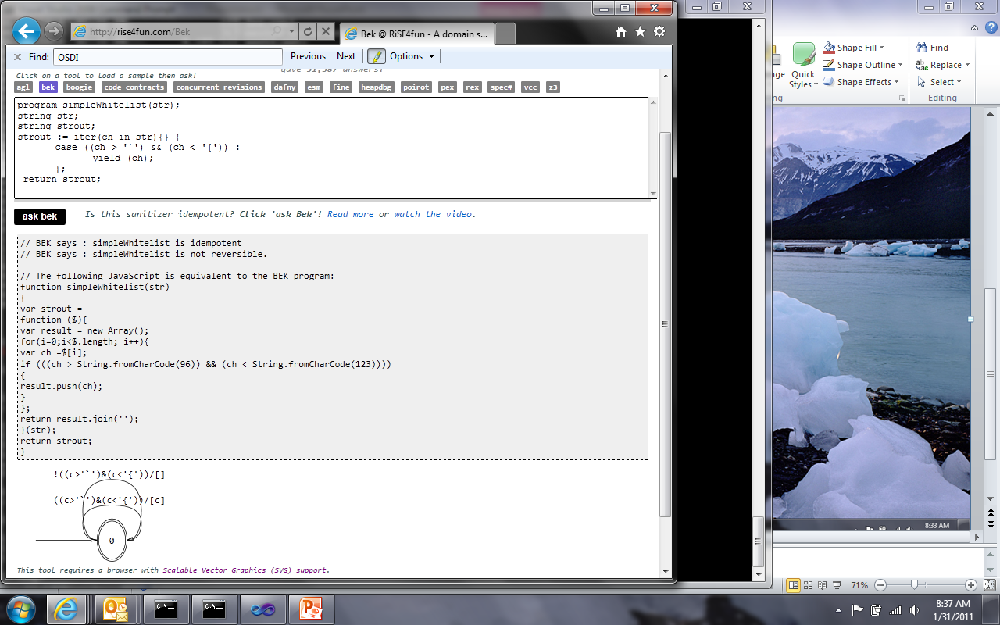 http://rise4fun.com/Bek
Bek @ RiSE4fun - A domain s...
Find: OSDI Previous Next Options
Click on a tool to load a sample then ask!
agl bek boogie code contracts concurrent revisions dafny esm fine heapdbg poirot pex rex spec# vcc z3
program simpleWhitelist(str);
string str;
string strout;
strout := iter(ch in str){} {
case ((ch > '`') && (ch < '{')) :
yield (ch);
};
return strout;
ask bek
Is this sanitizer idempotent? Click 'ask Bek'! Read more or watch the video.
// BEK says : simpleWhitelist is idempotent
// BEK says : simpleWhitelist is not reversible.
// The following JavaScript is equivalent to the BEK program:
function simpleWhitelist(str)
{
var strout =
function ($){
var result = new Array();
for(i=0;i<$.length; i++){
var ch =$[i];
if (((ch > String.fromCharCode(96)) && (ch < String.fromCharCode(123))))
{
result.push(ch);
}
};
return result.join('');
}(str);
return strout;
}
!((c>'`')&(c<'{'))/[]
((c>'`')&(c<'{'))/[c]
0
This tool requires a browser with Scalable Vector Graphics (SVG) support.
Quick
Styles
Shape Fill
Shape Outline
Shape Effects
Find
Replace
Select
Editing
8:33 AM
71%
C:\._
C:\._
8:37 AM
1/31/2011